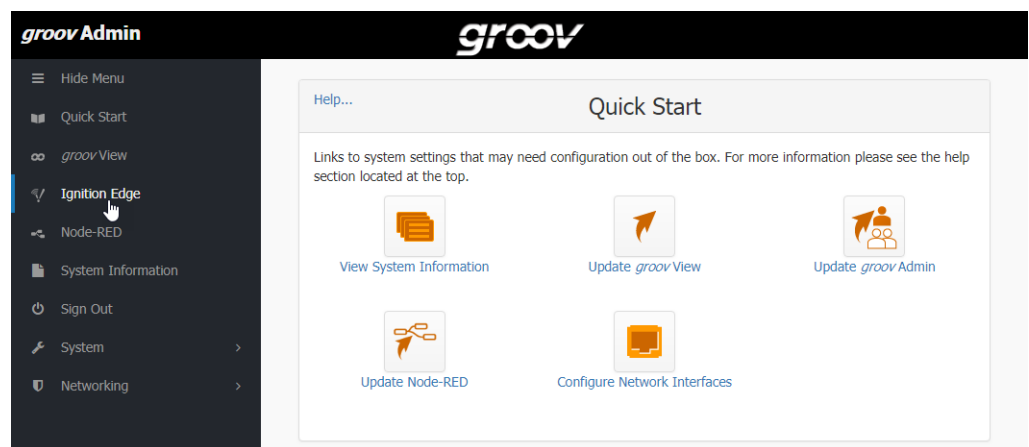 groov Admin
groov
Hide Menu
Quick Start
groov View
Ignition Edge
Node-RED
System Information
Sign Out
System
Networking
Help...
Quick Start
Links to system settings that may need configuration out of the box. For more information please see the help
section located at the top.
View System Information
Update groov View
Update groov Admin
Update Node-RED
Configure Network Interfaces